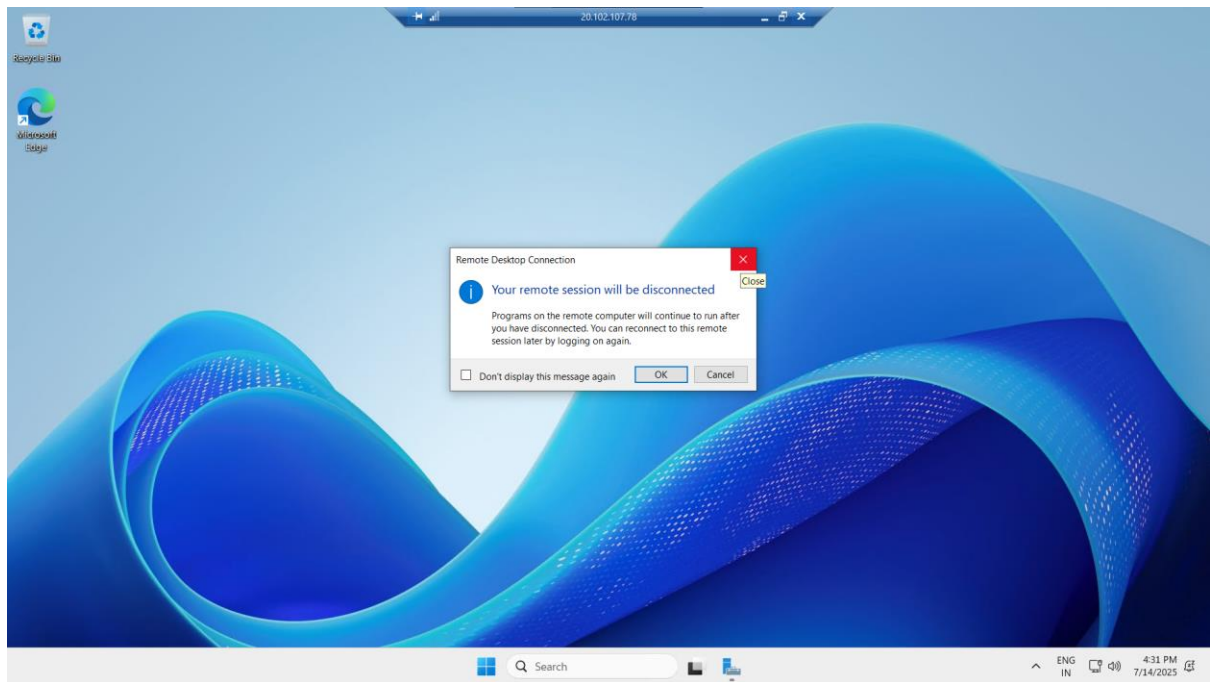 20.102.107.78
Recycle Bin
Microsoft
Edge
Remote Desktop Connection
Close
Your remote session will be disconnected
Programs on the remote computer will continue to run after
you have disconnected. You can reconnect to this remote
session later by logging on again.
Don't display this message again
OK
Cancel
Search
ENG
IN
4:31 PM
7/14/2025